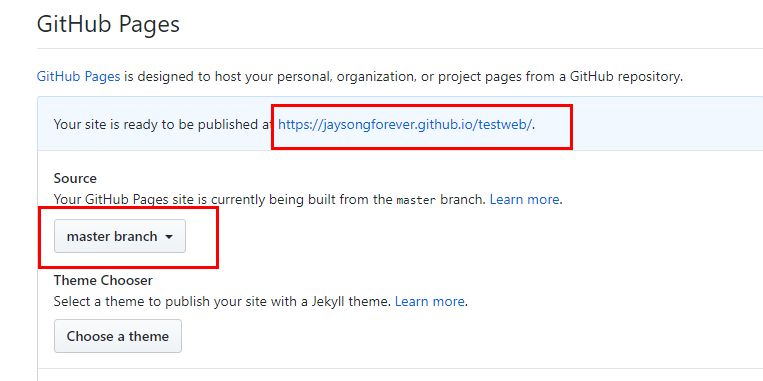 GitHub Pages
GitHub Pages is designed to host your personal, organization, or project pages from a GitHub repository.
Your site is ready to be published at https://jaysongforever.github.io/testweb/.
Source
Your GitHub Pages site is currently being built from the master branch. Learn more.
master branch
Theme Chooser
Select a theme to publish your site with a Jekyll theme. Learn more.
Choose a theme